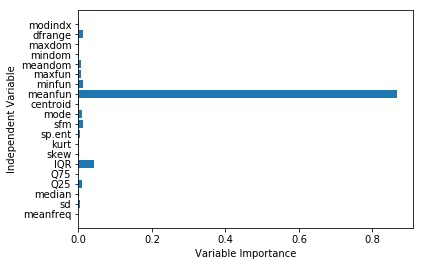 modindx
dfrange
maxdom
mindom
meandom
maxfun
minfun
meanfun
centroid
mode
sfm
sp.ent
kurt
skew
IQR
Q75
Q25
median
sd
meanfreq
Independent Variable
0.0 0.2 0.4 0.6 0.8
Variable Importance